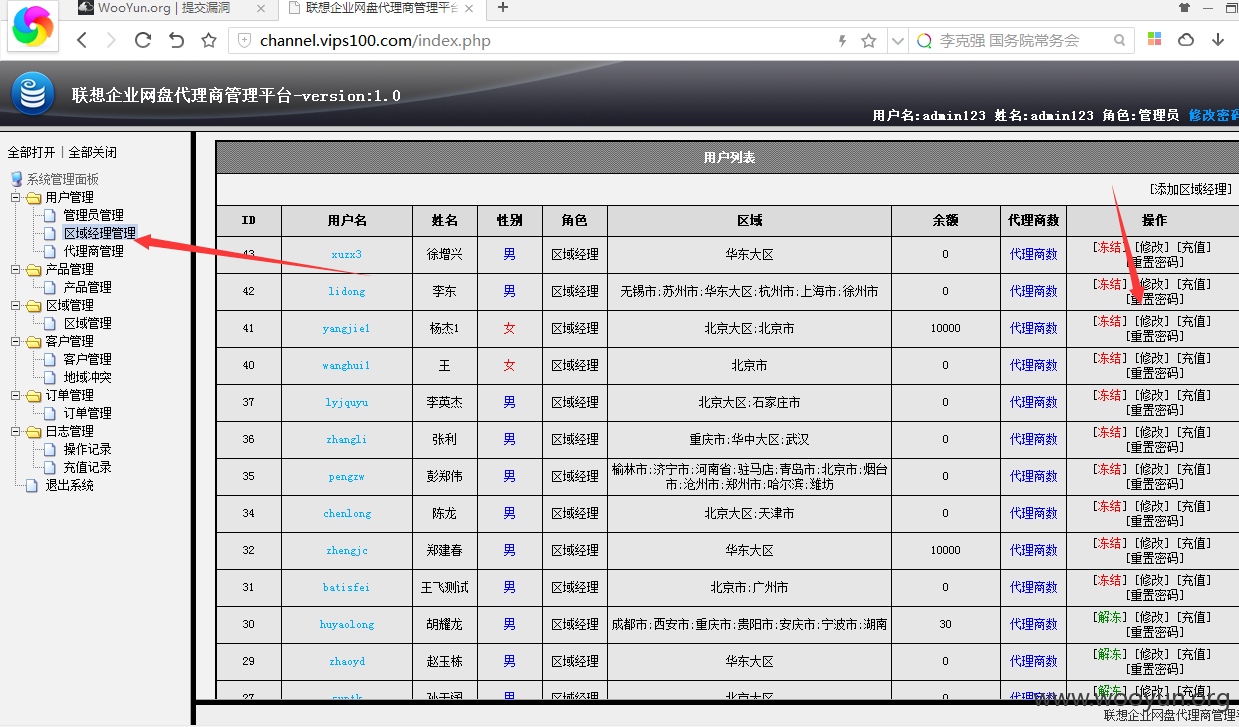 WooYun.org | 提交漏洞
联想企业网盘代理商管理平台
channel.vips100.com/index.php
李克强 国务院常务会
联想企业网盘代理商管理平台-version:1.0
用户名:admin123 姓名:admin123 角色:管理员 修改密码
全部打开 | 全部关闭
系统管理面板
用户管理
管理员管理
区域经理管理
代理商管理
产品管理
产品管理
区域管理
区域管理
客户管理
客户管理
地域冲突
订单管理
订单管理
日志管理
操作记录
充值记录
退出系统
用户列表
[添加区域经理]
ID 用户名 姓名 性别 角色 区域 余额 代理商数 操作
43 xuzx3 徐增兴 男 区域经理 华东大区 0 代理商数 [冻结] [修改] [充值]
[重置密码]
42 lidong 李东 男 区域经理 无锡市;苏州市;华东大区;杭州市;上海市;徐州市 0 代理商数 [冻结] [修改] [充值]
[重置密码]
41 yangjie1 杨杰1 女 区域经理 北京大区;北京市 10000 代理商数 [冻结] [修改] [充值]
[重置密码]
40 wanghui1 王 女 区域经理 北京市 0 代理商数 [冻结] [修改] [充值]
[重置密码]
37 lyjquyu 李英杰 男 区域经理 北京大区;石家庄市 0 代理商数 [冻结] [修改] [充值]
[重置密码]
36 zhangli 张利 男 区域经理 重庆市;华中大区;武汉 0 代理商数 [冻结] [修改] [充值]
[重置密码]
35 pengzw 彭郑伟 男 区域经理 榆林市;济宁市;河南省;驻马店;青岛市;北京市;烟台
市;沧州市;郑州市;哈尔滨;潍坊 0 代理商数 [冻结] [修改] [充值]
[重置密码]
34 chenlong 陈龙 男 区域经理 北京大区;天津市 0 代理商数 [冻结] [修改] [充值]
[重置密码]
32 zhengjc 郑建春 男 区域经理 华东大区 10000 代理商数 [冻结] [修改] [充值]
[重置密码]
31 batisfei 王飞测试 男 区域经理 北京市;广州市 0 代理商数 [冻结] [修改] [充值]
[重置密码]
30 huyaolong 胡耀龙 男 区域经理 成都市;西安市;重庆市;贵阳市;安庆市;宁波市;湖南 30 代理商数 [解冻] [修改] [充值]
[重置密码]
29 zhaoyd 赵玉栋 男 区域经理 华东大区 0 代理商数 [解冻] [修改] [充值]
[重置密码]
27 男 区域经理 北京大区 0 代理商数 [解冻] [修改] [充值]
www.wooyun.org
联想企业网盘代理商管理平